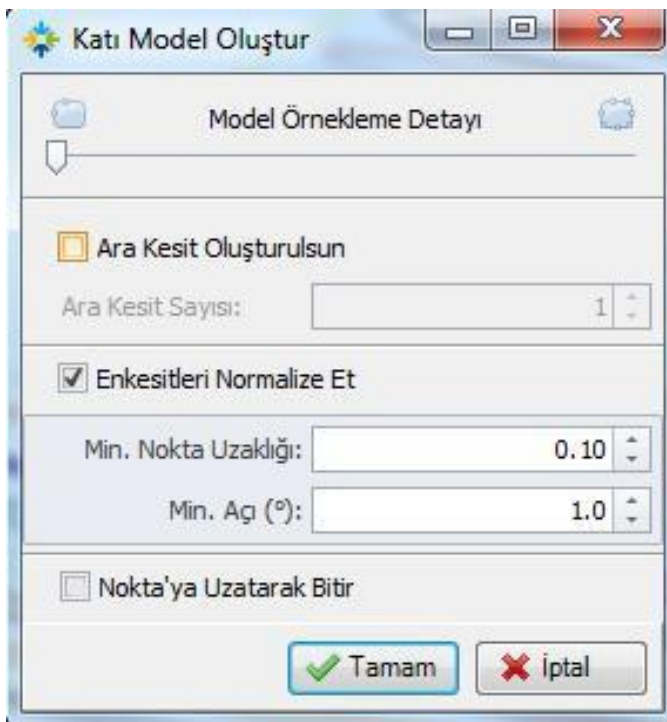 Katı Model Oluştur
Model Örnekleme Detayı
Ara Kesit Oluşturulsun
Ara Kesit Sayısı: 1
Enkesitleri Normalize Et
Min. Nokta Uzaklığı: 0.10
Min. Açı (°): 1.0
Nokta'ya Uzatarak Bitir
Tamam İptal